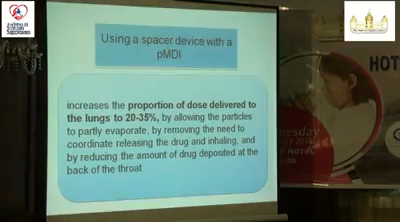 Using a spacer device with a
pMDI
increases the proportion of dose delivered to
the lungs to 20-35%, by allowing the particles
to partly evaporate, by removing the need to
coordinate releasing the drug and inhaling, and
by reducing the amount of drug deposited at the
back of the throat
HOT